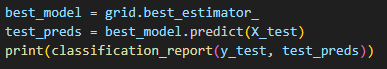 best_model = grid.best_estimator_
test_preds = best_model.predict(X_test)
print(classification_report(y_test, test_preds))